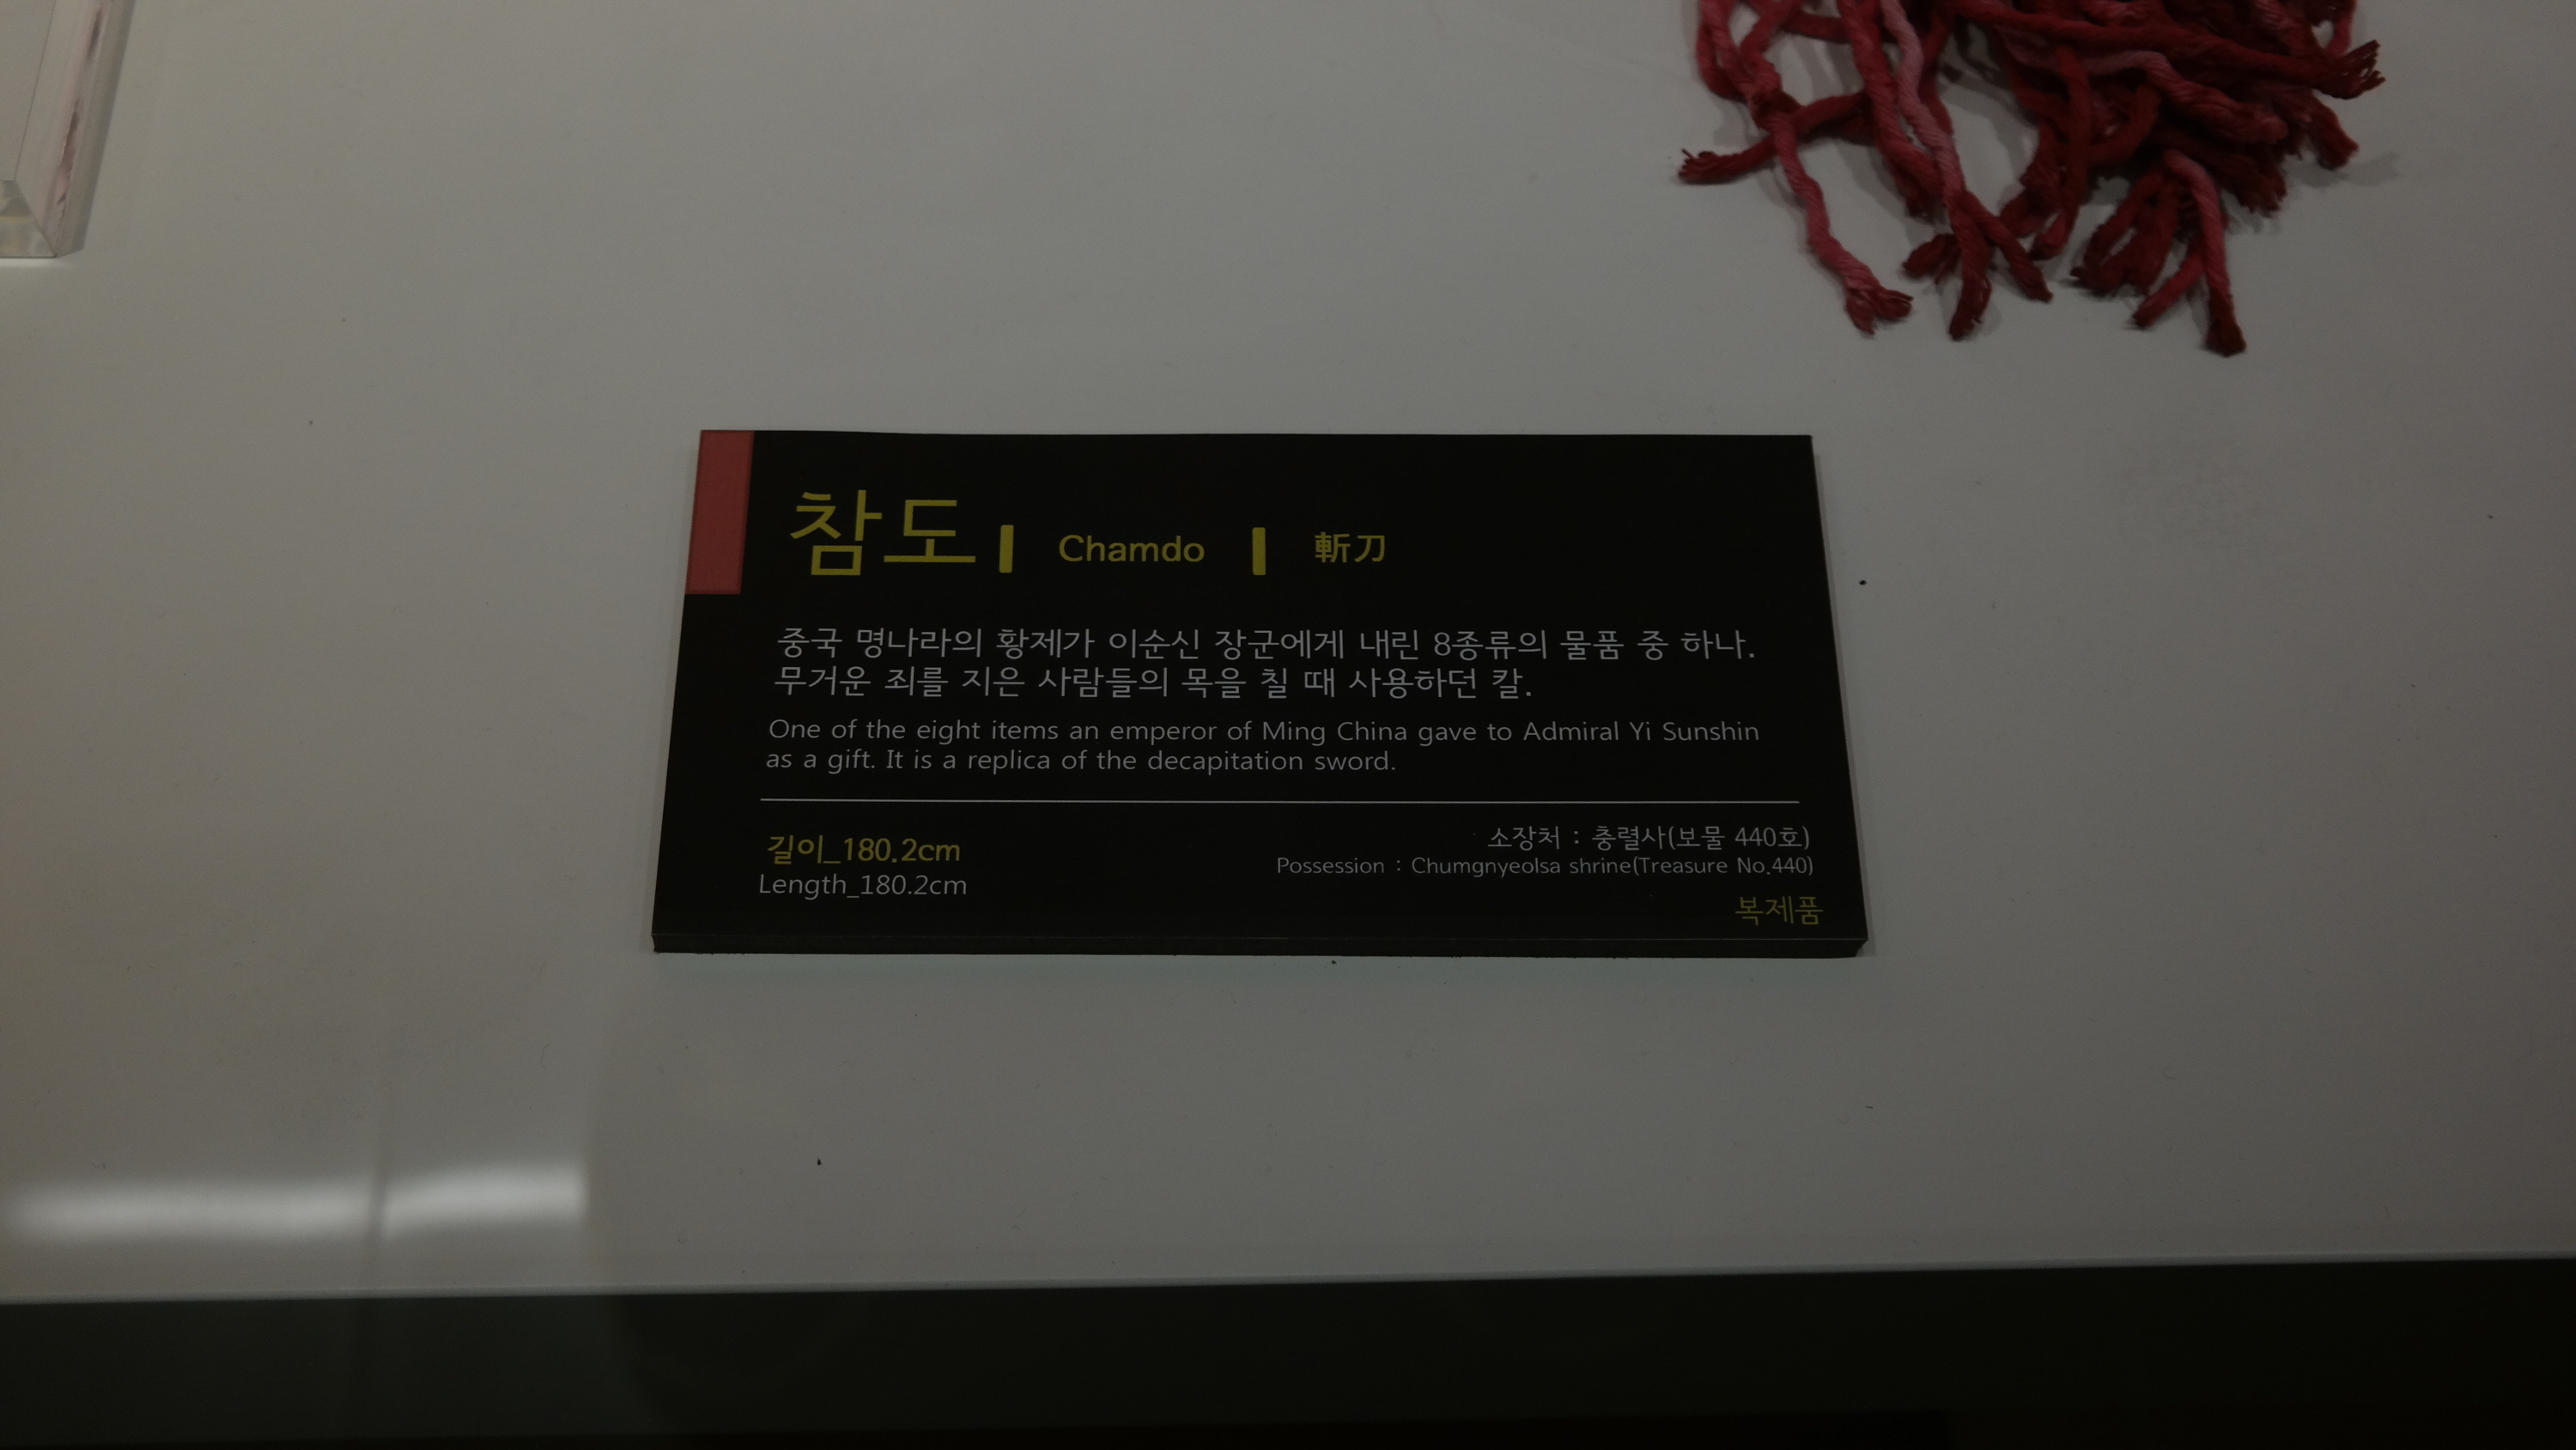 참도 | Chamdo | 斬刀
중국 명나라의 황제가 이순신 장군에게 내린 8종류의 물품 중 하나.
무거운 죄를 지은 사람들의 목을 칠 때 사용하던 칼.
One of the eight items an emperor of Ming China gave to Admiral Yi Sunshin
as a gift. It is a replica of the decapitation sword.
길이_180.2cm
Length_180.2cm
소장처 : 충렬사(보물 440호)
Possession : Chumgnyeolsa shrine(Treasure No.440)
복제품